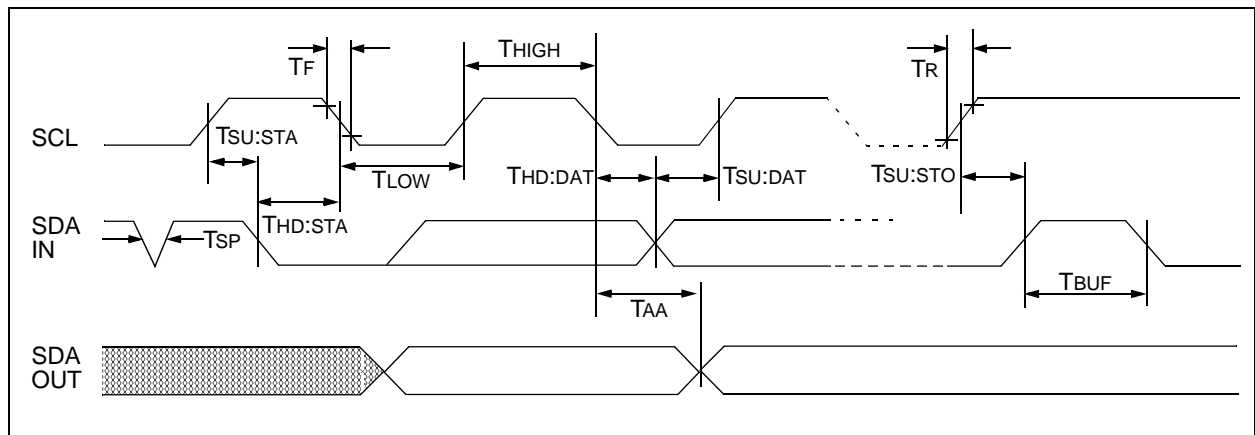 TF
THIGH
TR
SCL
TSU:STA
TLOW
THD:DAT
TSU:DAT
TSU:STO
SDA
IN
TSP
THD:STA
TBUF
TAA
SDA
OUT